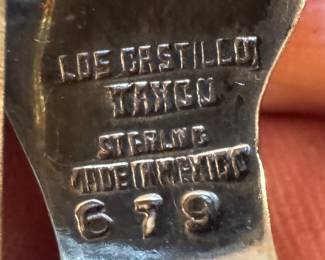 LOS CASTILLO
TAXCO
STERLING
MADE IN MEXICO
679